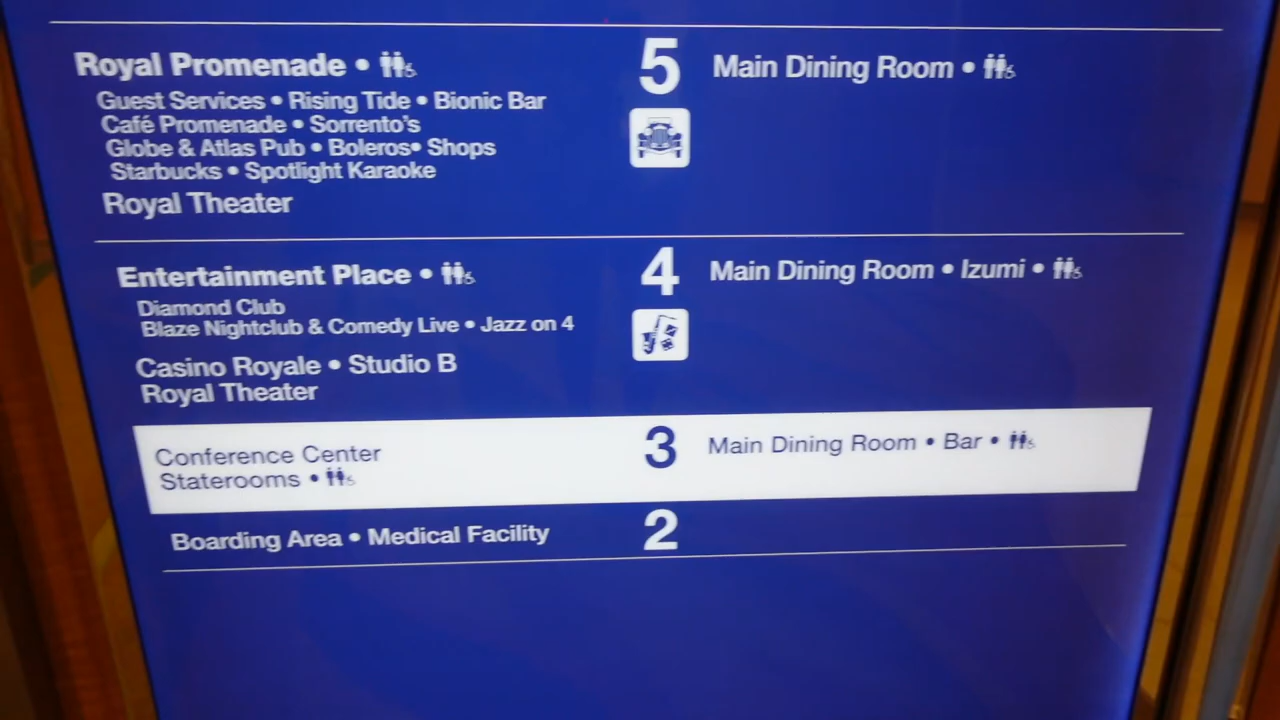 Royal Promenade •
Guest Services • Rising Tide • Bionic Bar
Café Promenade • Sorrento's
Globe & Atlas Pub • Boleros• Shops
Starbucks • Spotlight Karaoke
Royal Theater
5
Main Dining Room •
Entertainment Place •
Diamond Club
Blaze Nightclub & Comedy Live • Jazz on 4
Casino Royale • Studio B
Royal Theater
4
Main Dining Room • Izumi •
Conference Center
Staterooms •
3
Main Dining Room • Bar •
Boarding Area • Medical Facility
2